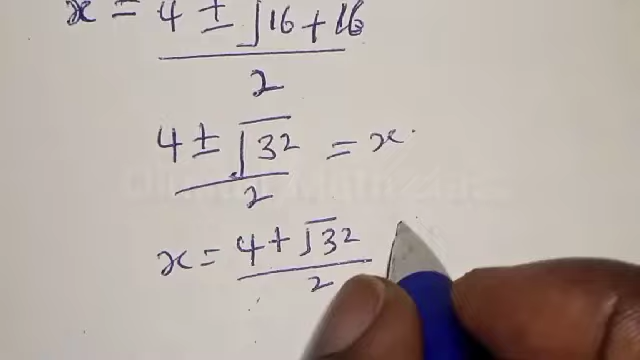 x = 4 ± √16 + 16
2
4 ± √32 = x
2
x = 4 + √32
2